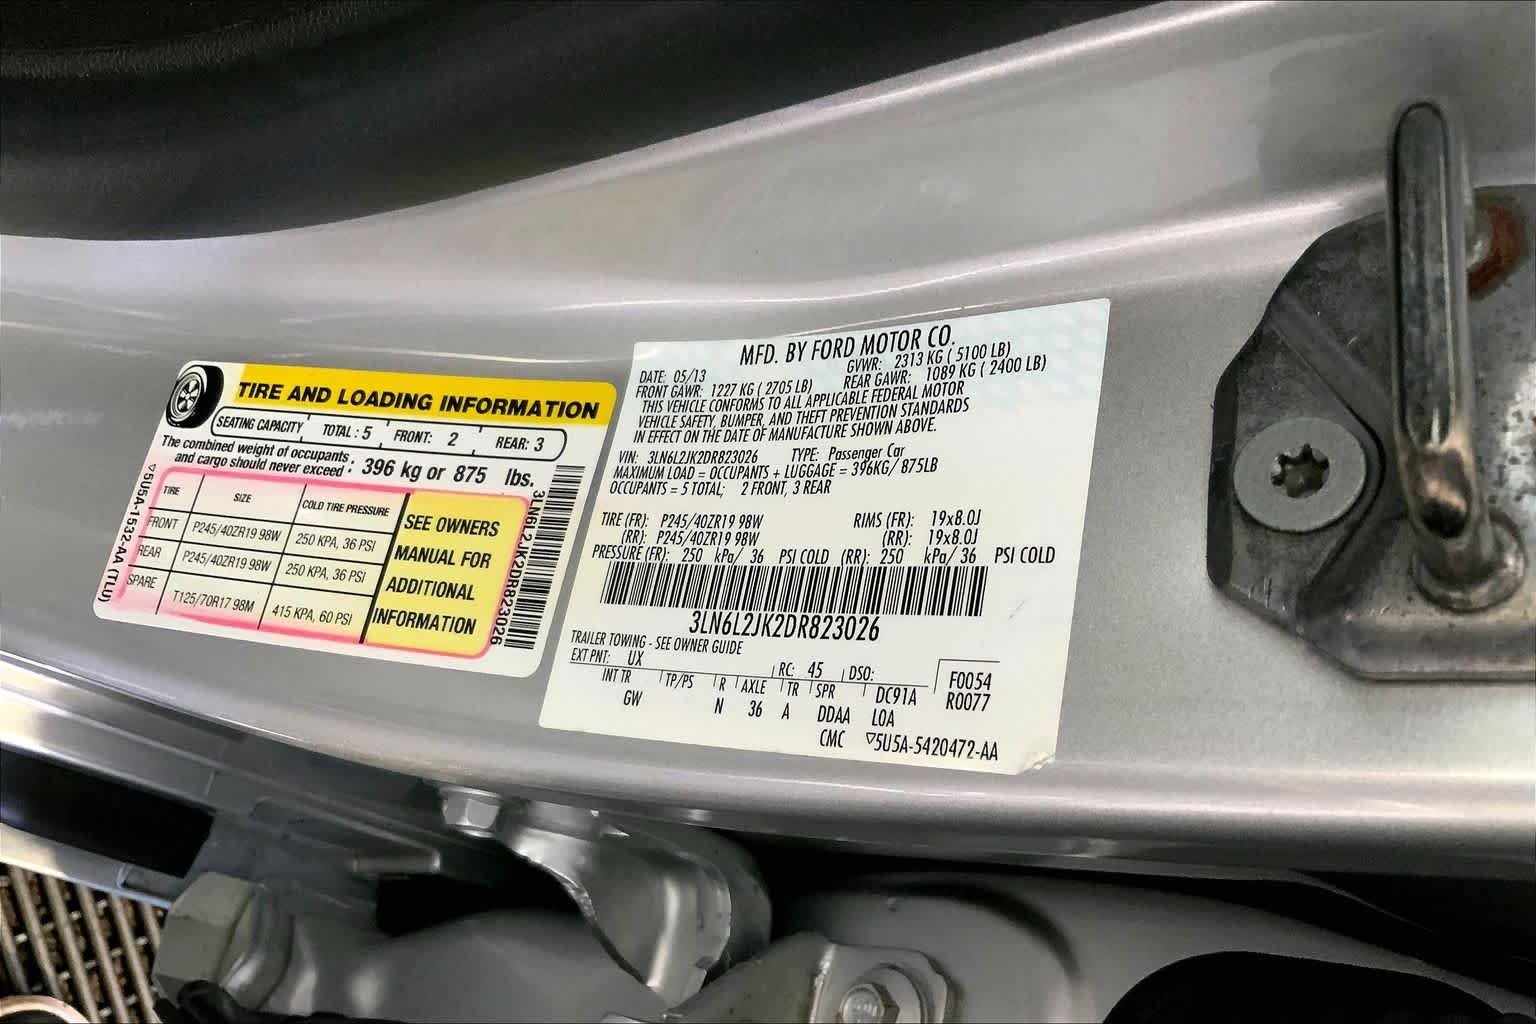 TIRE AND LOADING INFORMATION
SEATING CAPACITY TOTAL : 5 FRONT: 2 REAR: 3
The combined weight of occupants
and cargo should never exceed : 396 kg or 875 lbs.
TIRE SIZE COLD TIRE PRESSURE
FRONT P245/40ZR19 98W 250 KPA, 36 PSI
REAR P245/40ZR19 98W 250 KPA, 36 PSI
SPARE T125/70R17 98M 415 KPA, 60 PSI
SEE OWNERS
MANUAL FOR
ADDITIONAL
INFORMATION
▽5U5A-1532-AA (TLU)
3LN6L2JK2DR823026
MFD. BY FORD MOTOR CO.
DATE: 05/13 GVWR: 2313 KG ( 5100 LB)
FRONT GAWR: 1227 KG ( 2705 LB) REAR GAWR: 1089 KG ( 2400 LB)
THIS VEHICLE CONFORMS TO ALL APPLICABLE FEDERAL MOTOR
VEHICLE SAFETY, BUMPER, AND THEFT PREVENTION STANDARDS
IN EFFECT ON THE DATE OF MANUFACTURE SHOWN ABOVE.
VIN: 3LN6L2JK2DR823026 TYPE: Passenger Car
MAXIMUM LOAD = OCCUPANTS + LUGGAGE = 396KG/ 875LB
OCCUPANTS = 5 TOTAL; 2 FRONT, 3 REAR
TIRE (FR): P245/40ZR19 98W RIMS (FR): 19x8.0J
(RR): P245/40ZR19 98W (RR): 19x8.0J
PRESSURE (FR): 250 kPa/ 36 PSI COLD (RR): 250 kPa/ 36 PSI COLD
3LN6L2JK2DR823026
TRAILER TOWING - SEE OWNER GUIDE
EXT PNT: UX RC: 45 DSO: F0054
INT TR TP/PS R AXLE TR SPR DC91A R0077
GW N 36 A DDAA LOA
CMC ▽5U5A-5420472-AA